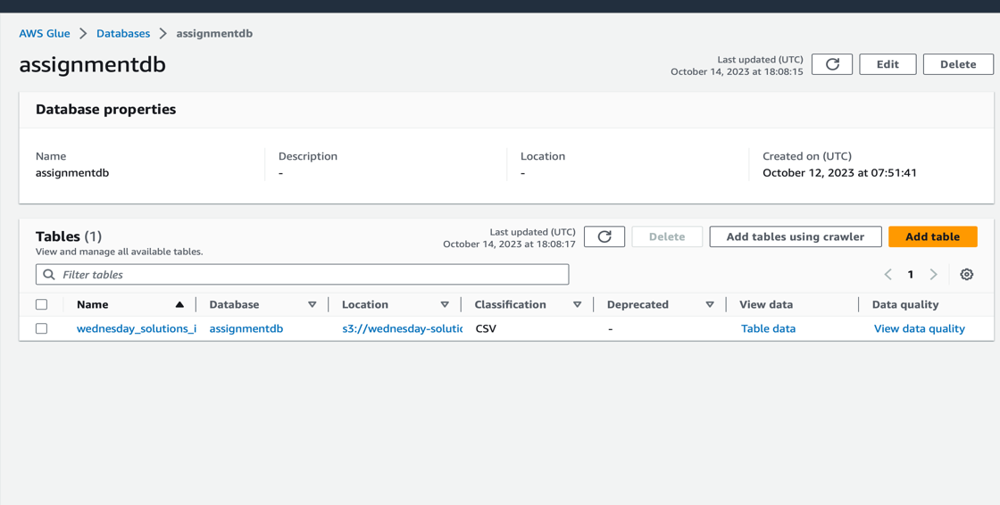 AWS Glue > Databases > assignmentdb
assignmentdb
Last updated (UTC)
October 14, 2023 at 18:08:15
Edit
Delete
Database properties
Name
assignmentdb
Description
-
Location
-
Created on (UTC)
October 12, 2023 at 07:51:41
Tables (1)
View and manage all available tables.
Last updated (UTC)
October 14, 2023 at 18:08:17
Delete
Add tables using crawler
Add table
Filter tables
1
Name Database Location Classification Deprecated View data Data quality
wednesday_solutions_i assignmentdb s3://wednesday-solutic CSV - Table data View data quality